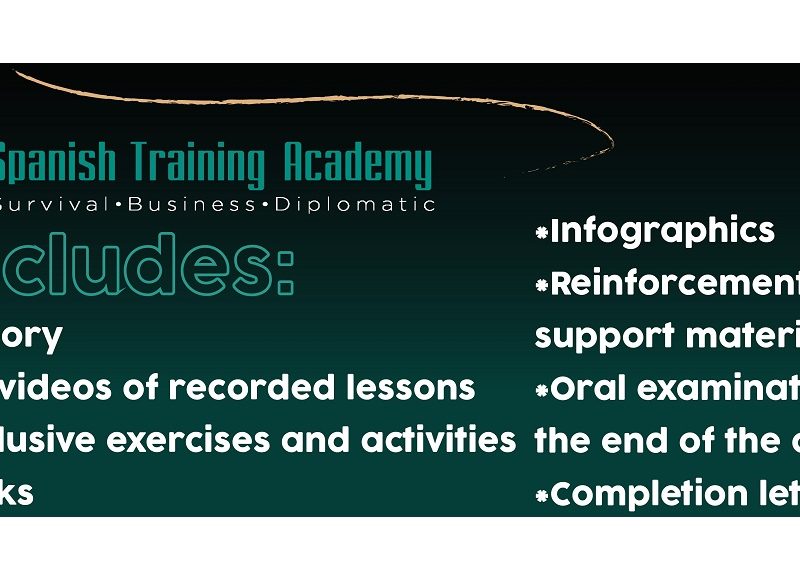 Spanish Training Academy
Survival•Business•Diplomatic
cludes:
ory
videos of recorded lessons
lusive exercises and activities
ks
*Infographics
*Reinforcement
support materi
*Oral examinat
the end of the
*Completion let